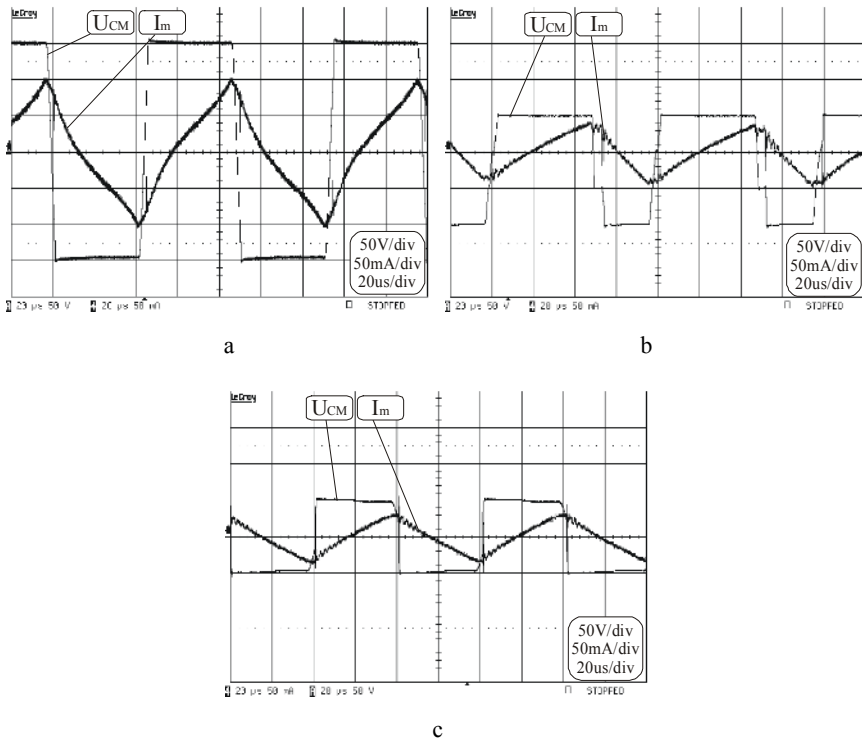 LeCroy
UCM Im
50V/div
50mA/div
20us/div
STOPPED
a
LeCroy
UCM Im
50V/div
50mA/div
20us/div
STOPPED
b
LeCroy
UCM Im
50V/div
50mA/div
20us/div
STOPPED
c